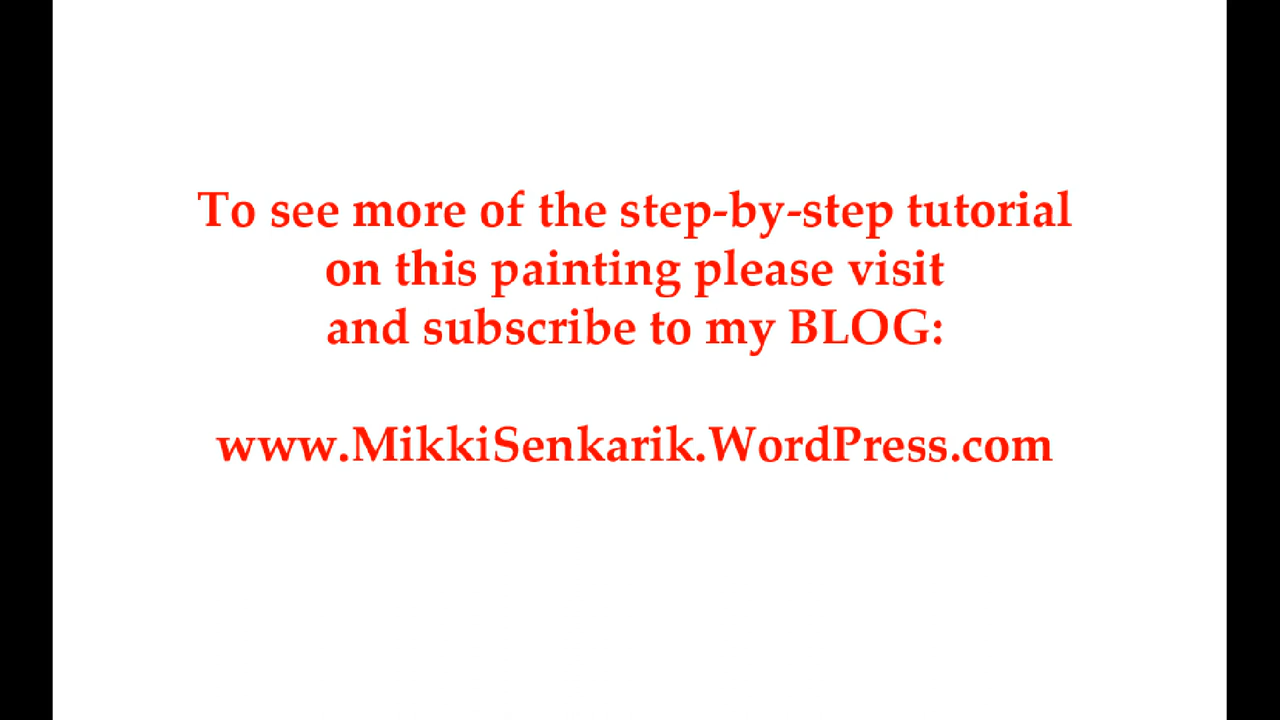 To see more of the step-by-step tutorial
on this painting please visit
and subscribe to my BLOG:
www.MikkiSenkarik.WordPress.com